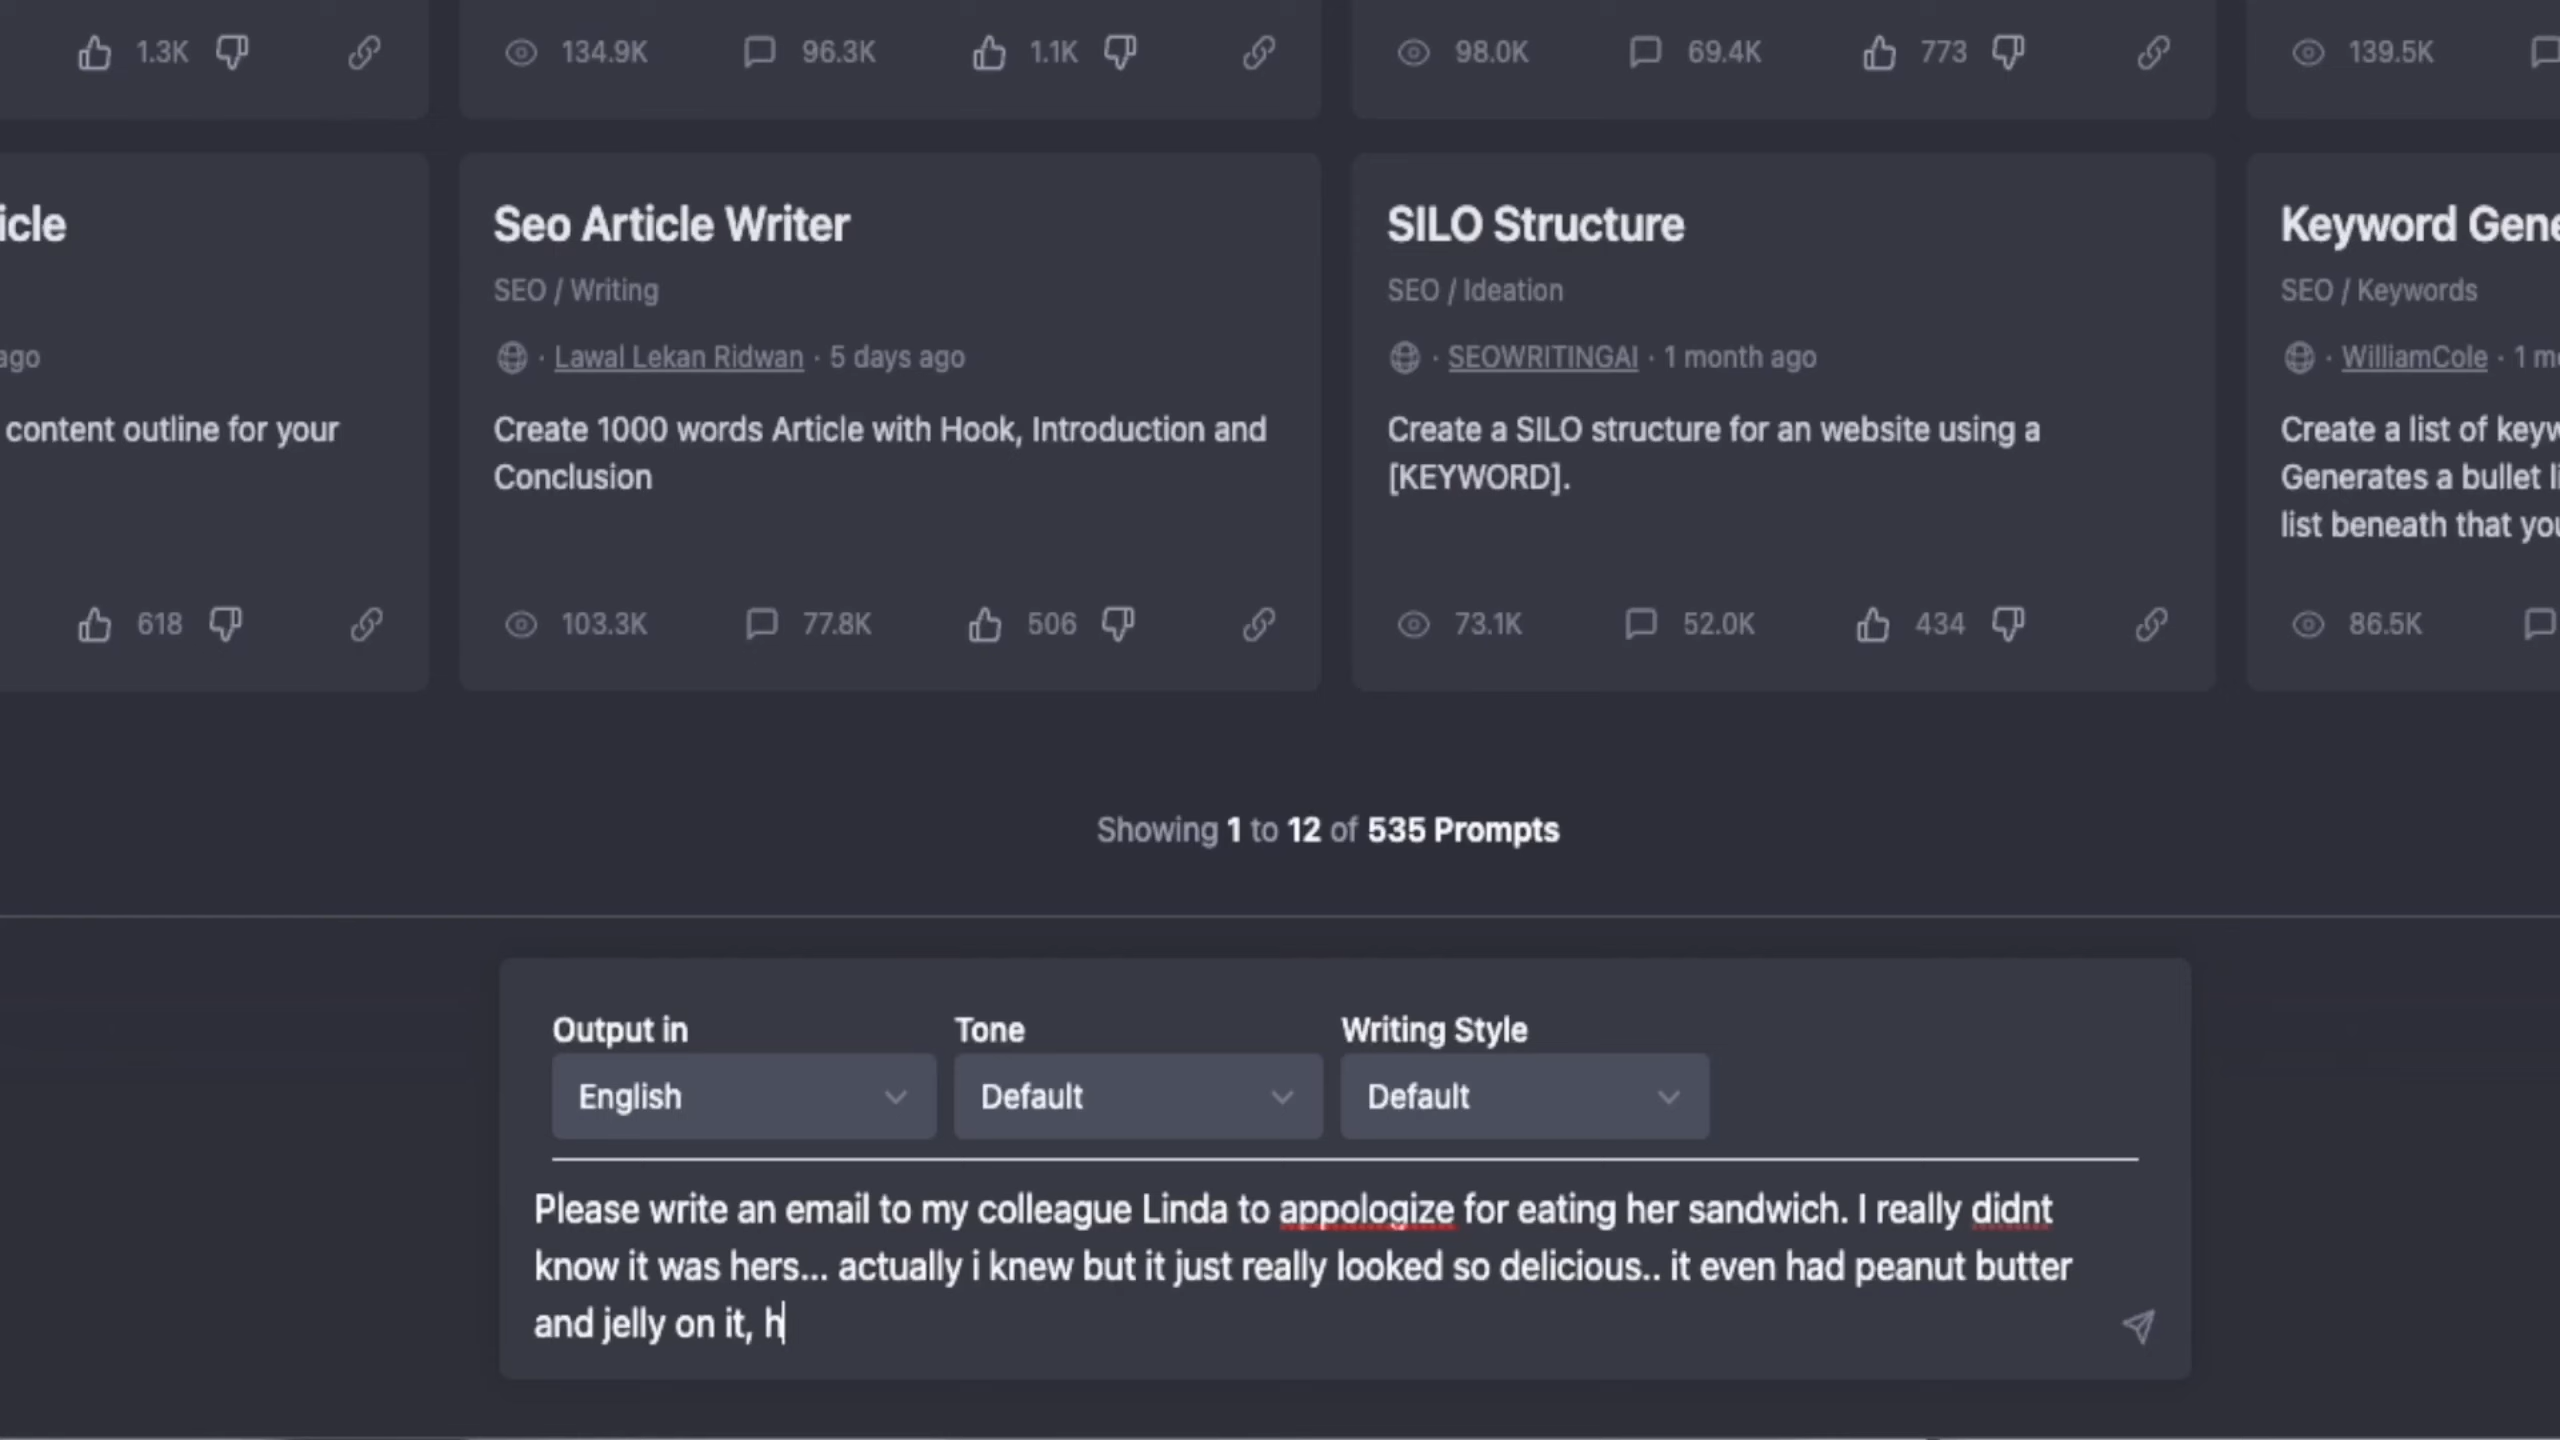 1.3K
134.9K 96.3K 1.1K
98.0K 69.4K 773
139.5K
icle
ago
content outline for your
618
Seo Article Writer
SEO / Writing
· Lawal Lekan Ridwan · 5 days ago
Create 1000 words Article with Hook, Introduction and
Conclusion
103.3K 77.8K 506
SILO Structure
SEO / Ideation
· SEOWRITINGAI · 1 month ago
Create a SILO structure for an website using a
[KEYWORD].
73.1K 52.0K 434
Keyword Gene
SEO / Keywords
· WilliamCole · 1 m
Create a list of keyw
Generates a bullet li
list beneath that you
86.5K
Showing 1 to 12 of 535 Prompts
Output in Tone Writing Style
English Default Default
Please write an email to my colleague Linda to appologize for eating her sandwich. I really didnt
know it was hers... actually i knew but it just really looked so delicious.. it even had peanut butter
and jelly on it, h